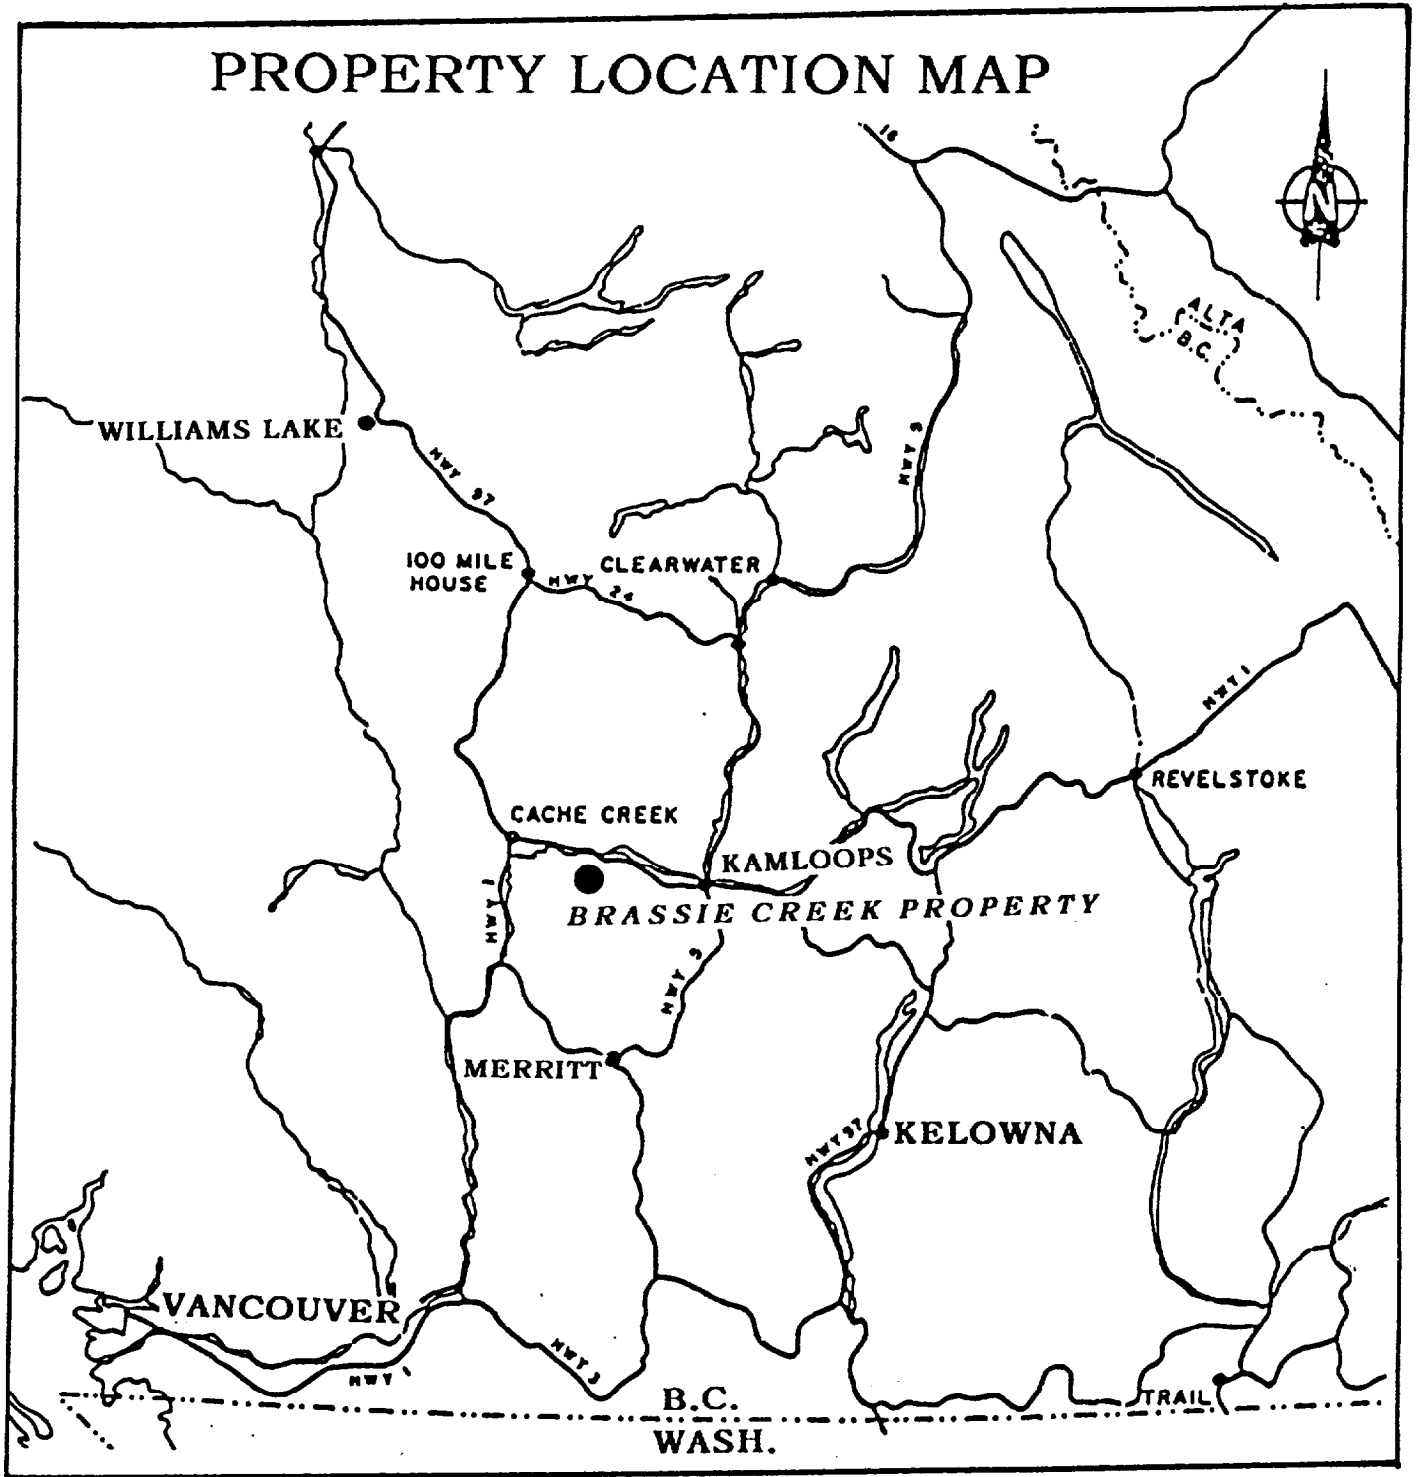 PROPERTY LOCATION MAP
16
N
ALTA
B.C.
WILLIAMS LAKE
HWY 97
HWY 5
100 MILE
HOUSE
HWY 24
CLEARWATER
HWY 1
REVELSTOKE
CACHE CREEK
KAMLOOPS
BRASSIE CREEK PROPERTY
HWY 1
HWY 5
MERRITT
HWY 97
KELOWNA
VANCOUVER
HWY 1
HWY 3
TRAIL
B.C.
WASH.